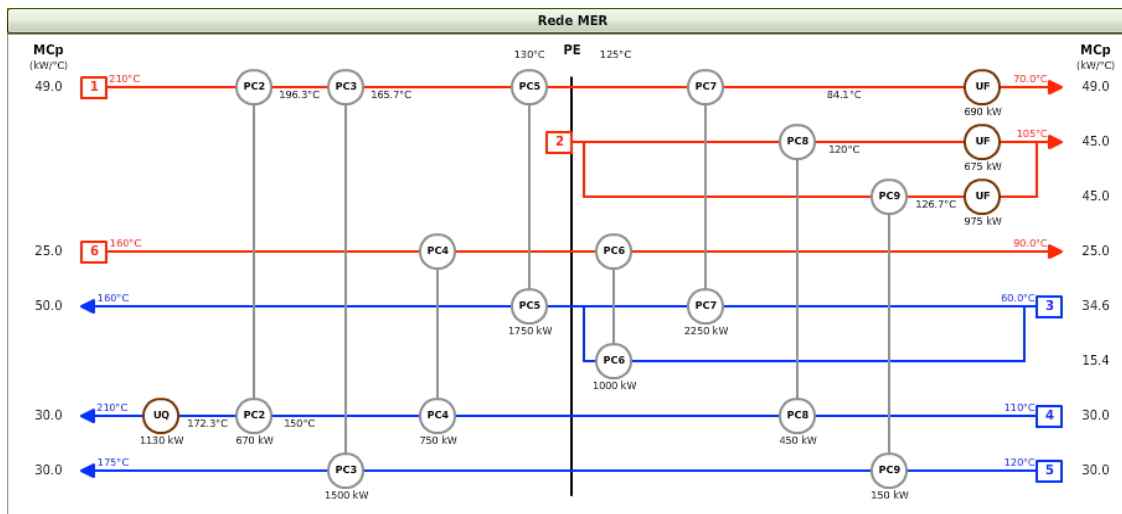 Rede MER
MCp
(kW/°C)
130°C PE 125°C
MCp
(kW/°C)
49.0 1 210°C PC2 196.3°C PC3 165.7°C PC5 PC7 84.1°C UF 70.0°C 49.0
690 kW
2 PC8 120°C UF 105°C 45.0
675 kW
PC9 126.7°C UF 45.0
975 kW
25.0 6 160°C PC4 PC6 90.0°C 25.0
50.0 160°C PC5 PC7 60.0°C 3 34.6
1750 kW 2250 kW
PC6 15.4
1000 kW
30.0 210°C UQ 172.3°C PC2 150°C PC4 PC8 110°C 4 30.0
1130 kW 670 kW 750 kW 450 kW
30.0 175°C PC3 PC9 120°C 5 30.0
1500 kW 150 kW